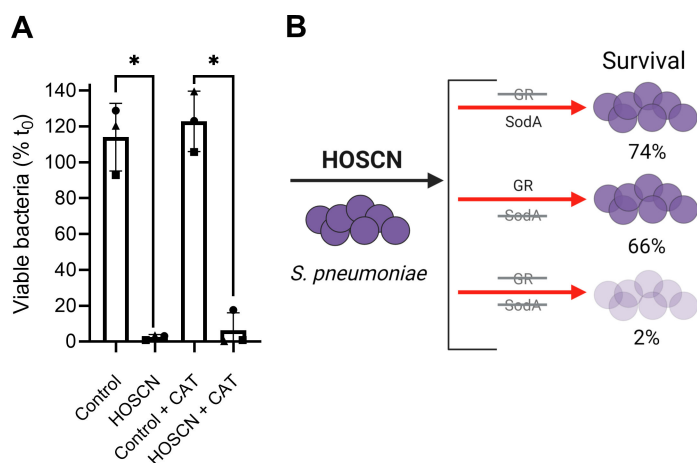 A
Viable bacteria (% t0)
140
120
100
80
60
40
20
0
*
*
Control
HOSCN
Control + CAT
HOSCN + CAT
B
Survival
HOSCN
S. pneumoniae
GR
SodA
74%
GR
SodA
66%
GR
SodA
2%